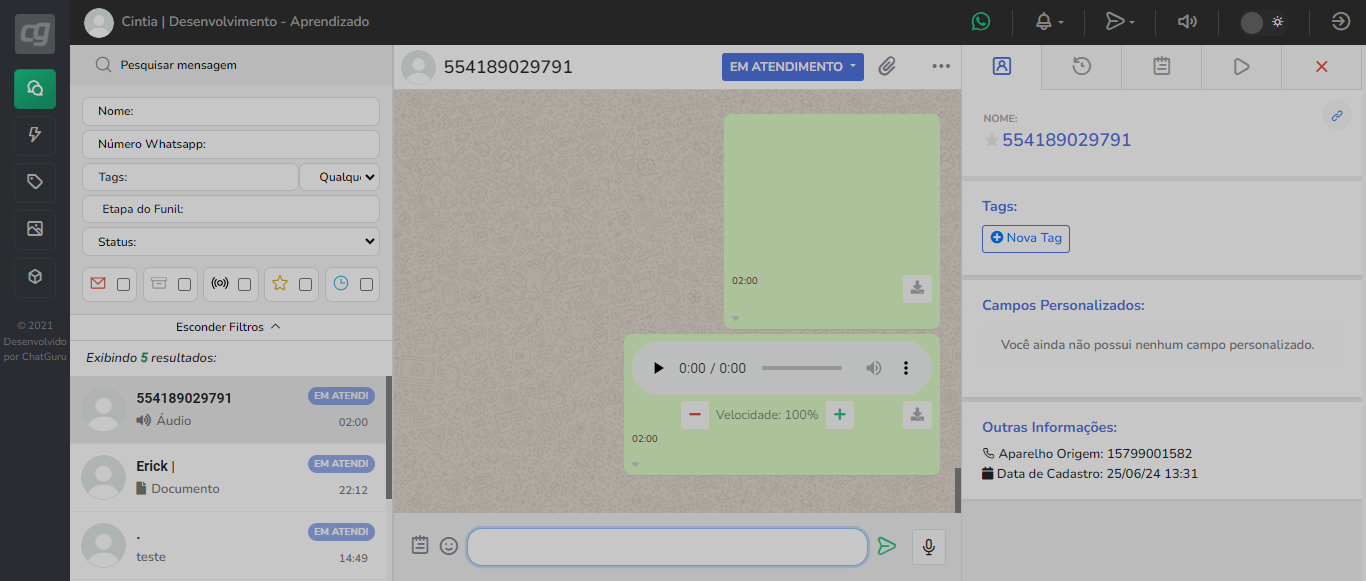 cg
Cintia | Desenvolvimento - Aprendizado
Pesquisar mensagem
Nome:
Número Whatsapp:
Tags:
Qualqu
Etapa do Funil:
Status:
Esconder Filtros
Exibindo 5 resultados:
554189029791
EM ATENDI
Áudio
02:00
Erick |
EM ATENDI
Documento
22:12
.
EM ATENDI
teste
14:49
© 2021
Desenvolvido
por ChatGuru
554189029791
EM ATENDIMENTO
02:00
0:00 / 0:00
Velocidade: 100%
02:00
NOME:
554189029791
Tags:
Nova Tag
Campos Personalizados:
Você ainda não possui nenhum campo personalizado.
Outras Informações:
Aparelho Origem: 15799001582
Data de Cadastro: 25/06/24 13:31